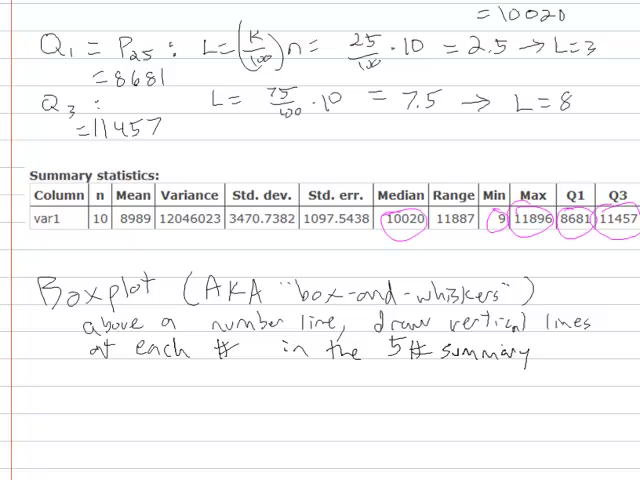 =10020
Q1 = P25 : L=(K/100)n= 25/100 · 10 = 2.5 → L=3
=8681
Q3 : L= 75/100 · 10 = 7.5 → L=8
=11457
Summary statistics:
Column n Mean Variance Std. dev. Std. err. Median Range Min Max Q1 Q3
var1 10 8989 12046023 3470.7382 1097.5438 10020 11887 9 11896 8681 11457
Boxplot (AKA "box-and-whiskers")
above a number line, draw vertical lines
at each # in the 5# summary